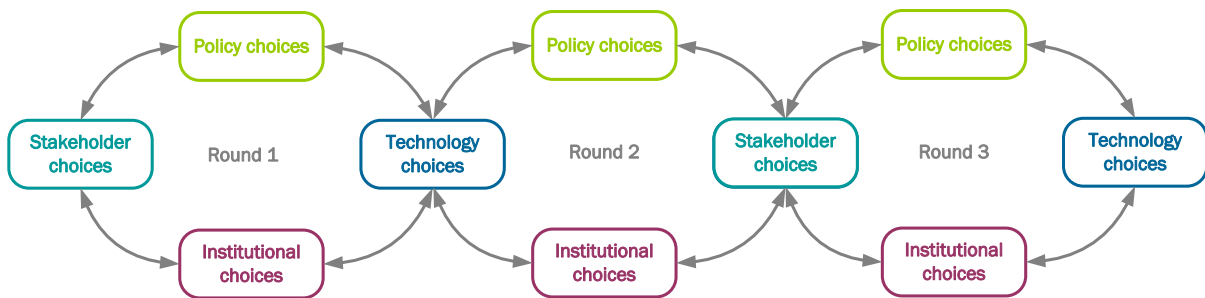 Policy choices
Policy choices
Policy choices
Stakeholder
choices
Round 1
Technology
choices
Round 2
Stakeholder
choices
Round 3
Technology
choices
Institutional
choices
Institutional
choices
Institutional
choices